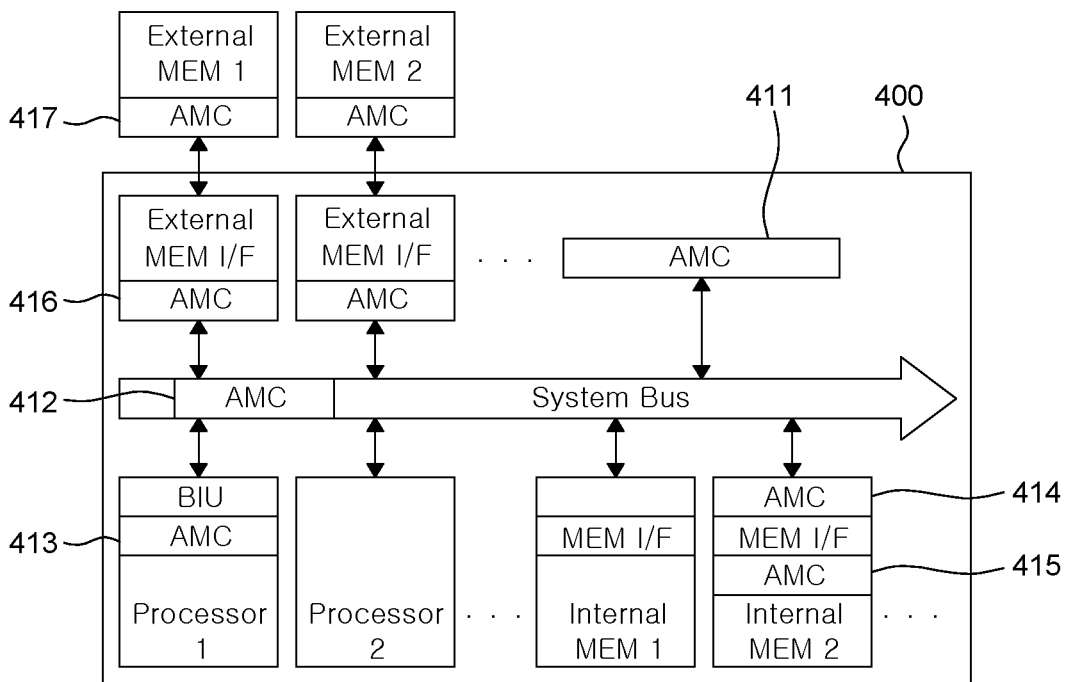 External
MEM 1
AMC
External
MEM 2
AMC
417
411
400
External
MEM I/F
AMC
External
MEM I/F
AMC
. . .
AMC
416
412
AMC
System Bus
BIU
AMC
Processor
1
413
Processor
2
. . .
MEM I/F
Internal
MEM 1
AMC
MEM I/F
AMC
Internal
MEM 2
. . .
414
415